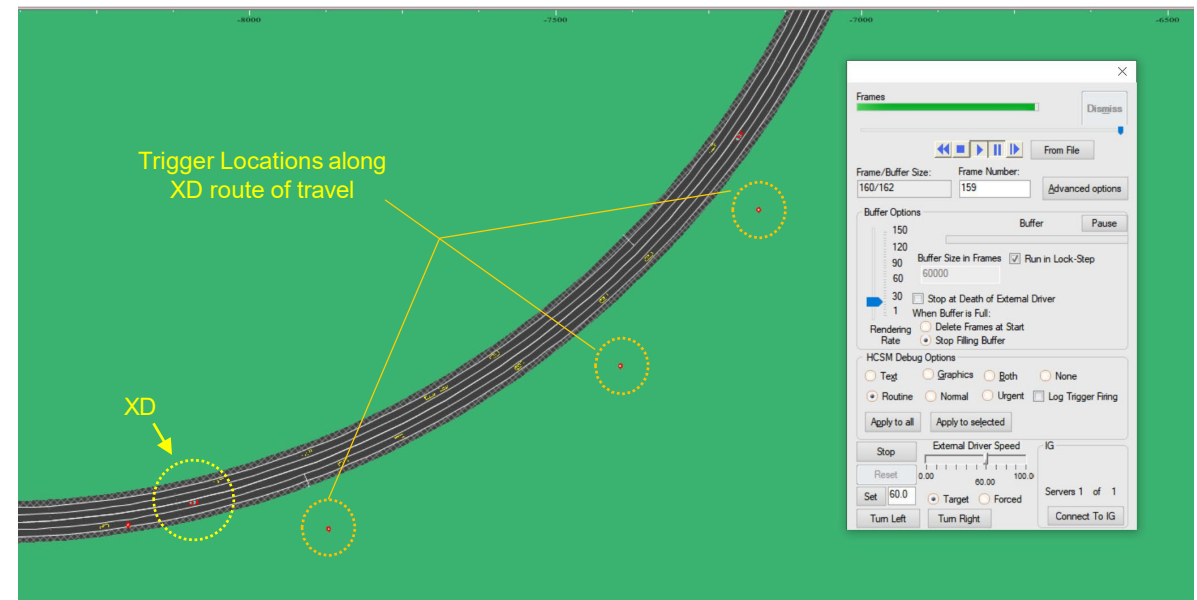 -8000
-7500
-7000
-6500
Trigger Locations along
XD route of travel
XD
Frames
Dismiss
From File
Frame/Buffer Size:
Frame Number:
160/162
159
Advanced options
Buffer Options
Buffer
Pause
150
120
90
60
30
1
Rendering
Rate
Buffer Size in Frames
Run in Lock-Step
60000
Stop at Death of External Driver
When Buffer is Full:
Delete Frames at Start
Stop Filling Buffer
HCSM Debug Options
Text
Graphics
Both
None
Routine
Normal
Urgent
Log Trigger Firing
Apply to all
Apply to selected
Stop
External Driver Speed
IG
Reset
0.00
60.00
100.0
Set
60.0
Target
Forced
Servers 1 of 1
Turn Left
Turn Right
Connect To IG